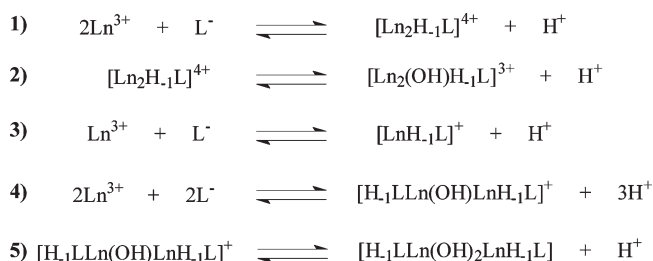 1) 2Ln³⁺ + L⁻ ⇌ [Ln₂H₋₁L]⁴⁺ + H⁺
2) [Ln₂H₋₁L]⁴⁺ ⇌ [Ln₂(OH)H₋₁L]³⁺ + H⁺
3) Ln³⁺ + L⁻ ⇌ [LnH₋₁L]⁺ + H⁺
4) 2Ln³⁺ + 2L⁻ ⇌ [H₋₁LLn(OH)LnH₋₁L]⁺ + 3H⁺
5) [H₋₁LLn(OH)LnH₋₁L]⁺ ⇌ [H₋₁LLn(OH)₂LnH₋₁L] + H⁺